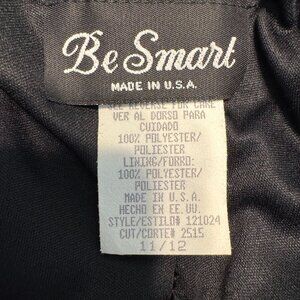 Be Smart
MADE IN U.S.A.
SEE REVERSE FOR CARE
VER AL DORSO PARA
CUIDADO
100% POLYESTER/
POLIESTER
LINING/FORRO:
100% POLYESTER/
POLIESTER
MADE IN U.S.A.
HECHO EN EE.UU.
STYLE/ESTILO# 121024
CUT/CORTE# 2515
11/12